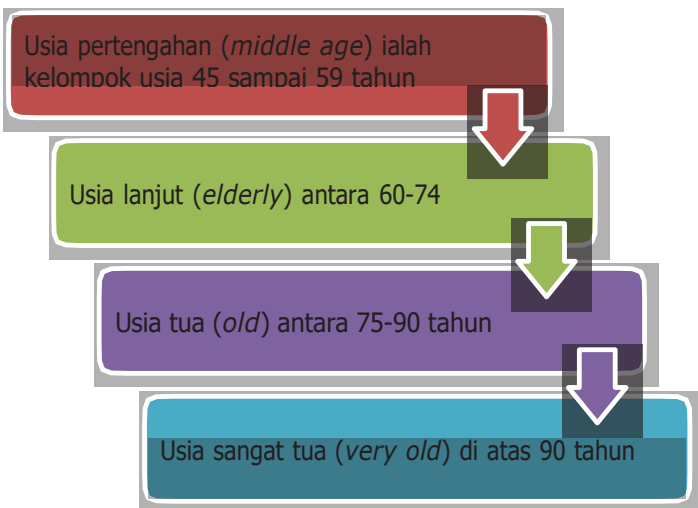 Usia pertengahan (middle age) ialah
kelompok usia 45 sampai 59 tahun
Usia lanjut (elderly) antara 60-74
Usia tua (old) antara 75-90 tahun
Usia sangat tua (very old) di atas 90 tahun